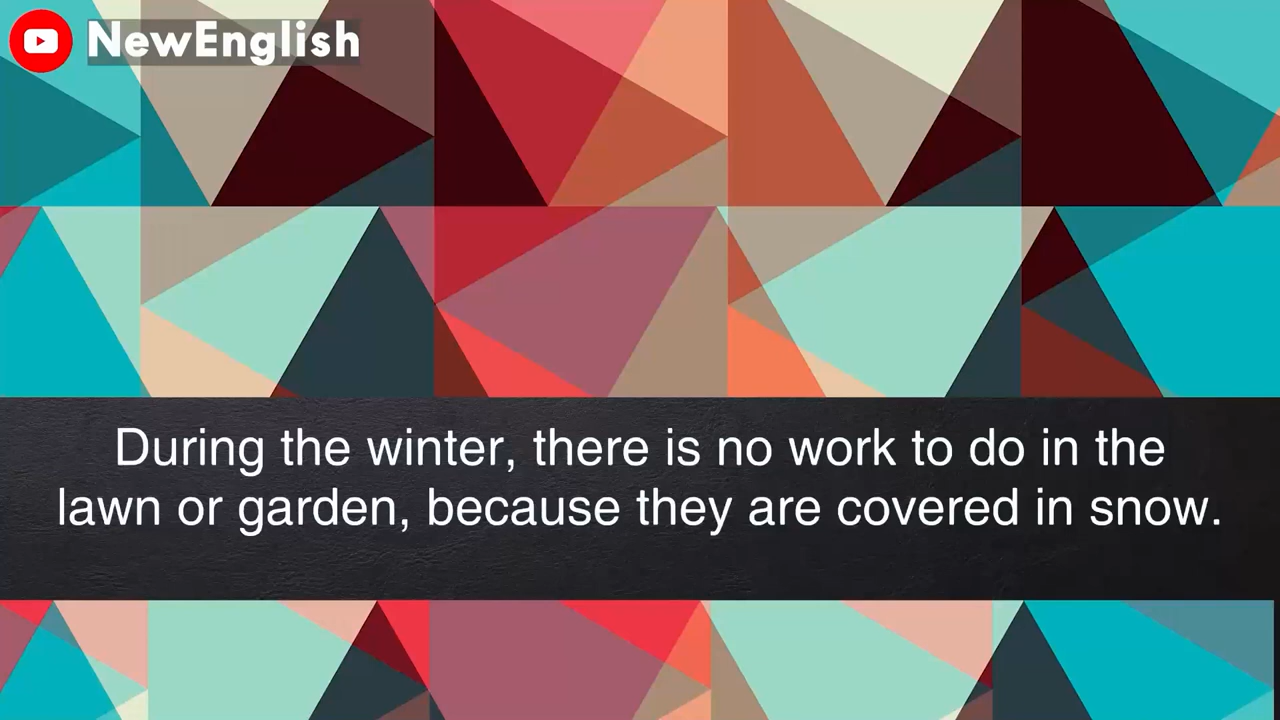 NewEnglish
During the winter, there is no work to do in the
lawn or garden, because they are covered in snow.